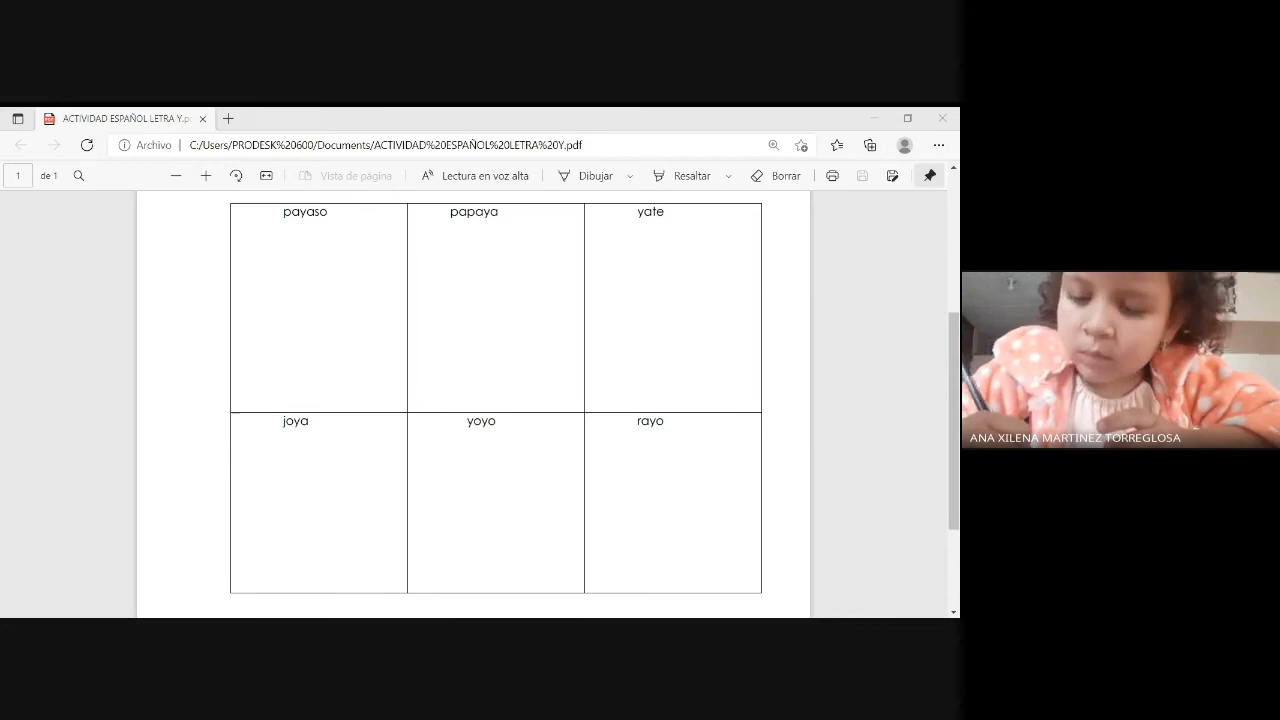 ACTIVIDAD ESPAÑOL LETRA Y.pd
Archivo C:/Users/PRODESK%20600/Documents/ACTIVIDAD%20ESPAÑOL%20LETRA%20Y.pdf
1 de 1 Vista de página Lectura en voz alta Dibujar Resaltar Borrar
payaso papaya yate
joya yoyo rayo
ANA XILENA MARTINEZ TORREGLOSA